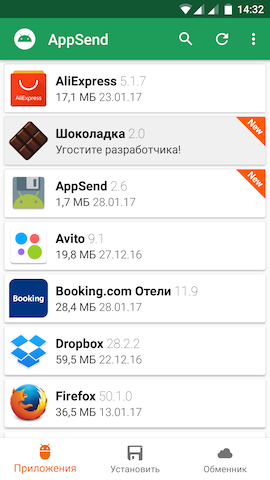 14:32
AppSend
AliExpress
AliExpress 5.1.7
17,1 МБ 23.01.17
New
Шоколадка 2.0
Угостите разработчика!
New
AppSend 2.6
1,7 МБ 28.01.17
Avito 9.1
19,8 МБ 27.12.16
Booking
Booking.com Отели 11.9
28,4 МБ 28.01.17
Dropbox 28.2.2
59,5 МБ 22.12.16
Firefox 50.1.0
36,5 МБ 13.01.17
Приложения
Установить
Обменник